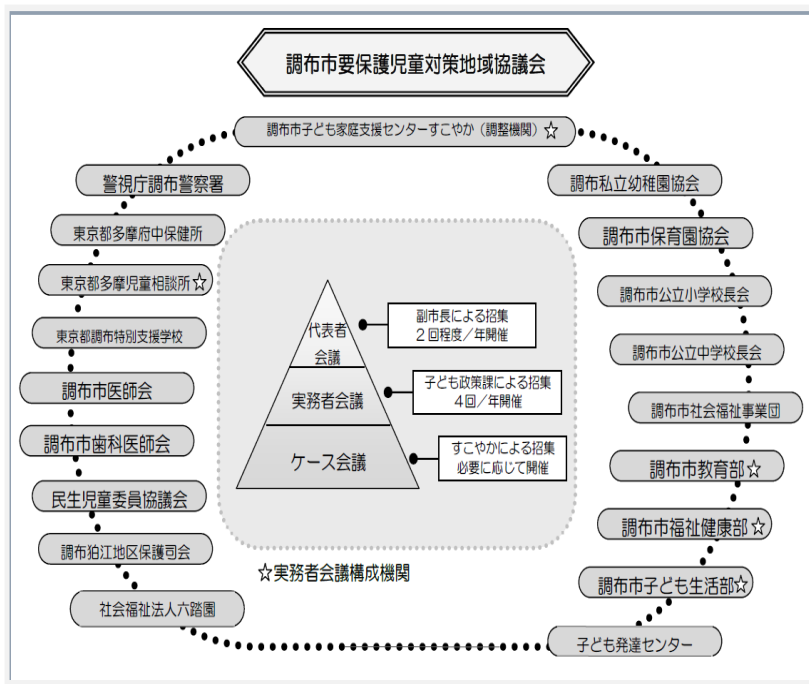 調布市要保護児童対策地域協議会
調布市子ども家庭支援センターすこやか（調整機関）☆
警視庁調布警察署
東京都多摩府中保健所
東京都多摩児童相談所☆
東京都調布特別支援学校
調布市医師会
調布市歯科医師会
民生児童委員協議会
調布狛江地区保護司会
社会福祉法人六踏園
代表者
会議
副市長による招集
２回程度／年開催
実務者会議
子ども政策課による招集
４回／年開催
ケース会議
すこやかによる招集
必要に応じて開催
☆実務者会議構成機関
調布私立幼稚園協会
調布市保育園協会
調布市公立小学校長会
調布市公立中学校長会
調布市社会福祉事業団
調布市教育部☆
調布市福祉健康部☆
調布市子ども生活部☆
子ども発達センター